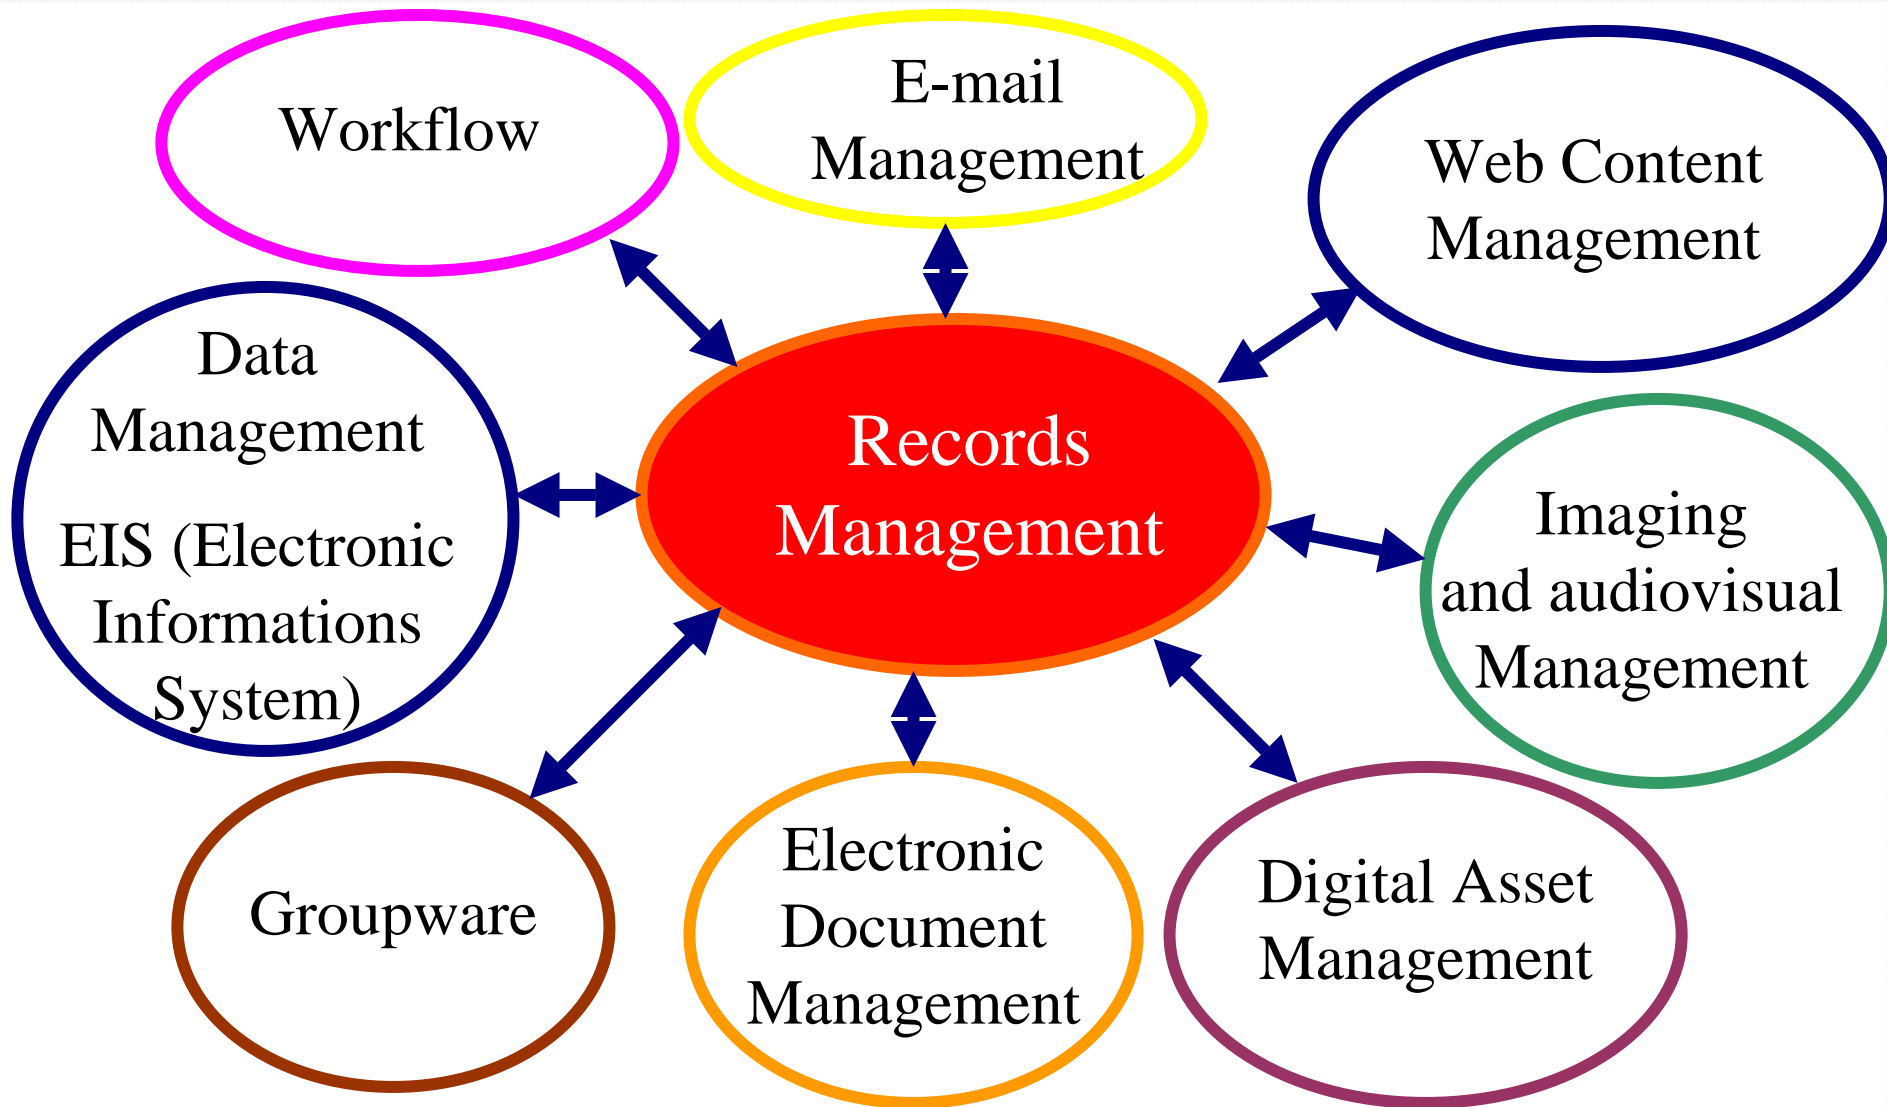 Workflow
E-mail
Management
Web Content
Management
Data
Management
EIS (Electronic
Informations
System)
Records
Management
Imaging
and audiovisual
Management
Groupware
Electronic
Document
Management
Digital Asset
Management